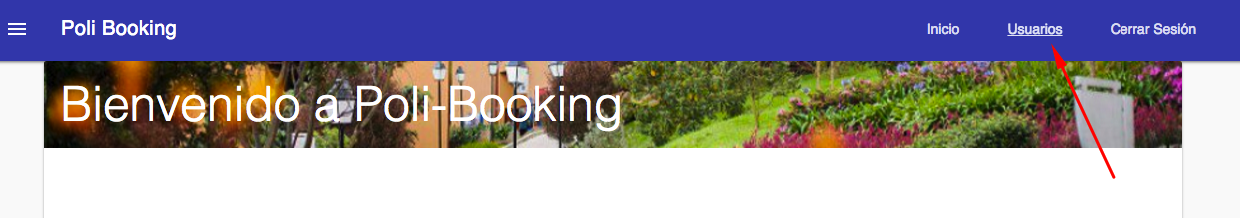 Poli Booking
Inicio
Usuarios
Cerrar Sesión
Bienvenido a Poli-Booking